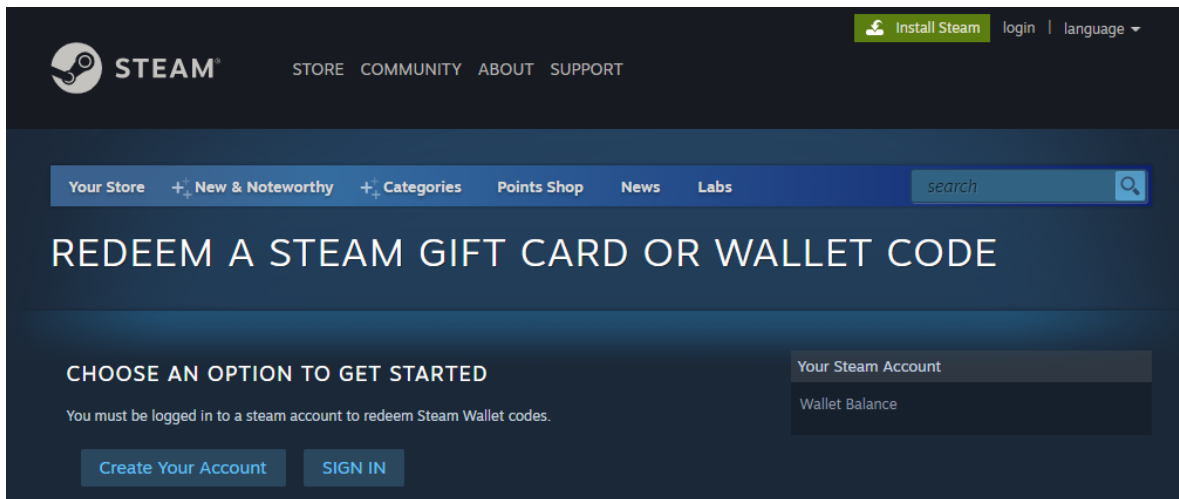 Install Steam login | language
STEAM® STORE COMMUNITY ABOUT SUPPORT
Your Store New & Noteworthy Categories Points Shop News Labs search
REDEEM A STEAM GIFT CARD OR WALLET CODE
CHOOSE AN OPTION TO GET STARTED
You must be logged in to a steam account to redeem Steam Wallet codes.
Create Your Account SIGN IN
Your Steam Account
Wallet Balance